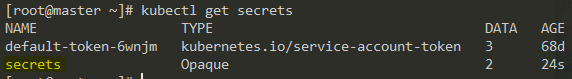 [root@master ~]# kubectl get secrets
NAME TYPE DATA AGE
default-token-6wnjm kubernetes.io/service-account-token 3 68d
secrets Opaque 2 24s